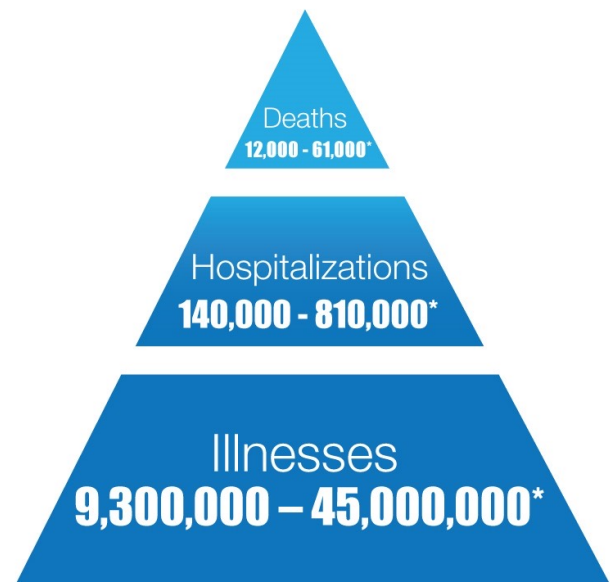 Deaths
12,000 - 61,000*
Hospitalizations
140,000 - 810,000*
Illnesses
9,300,000 – 45,000,000*